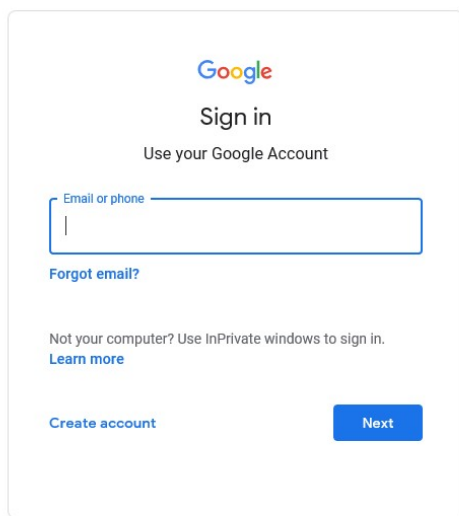 Google
Sign in
Use your Google Account
Email or phone
Forgot email?
Not your computer? Use InPrivate windows to sign in.
Learn more
Create account
Next